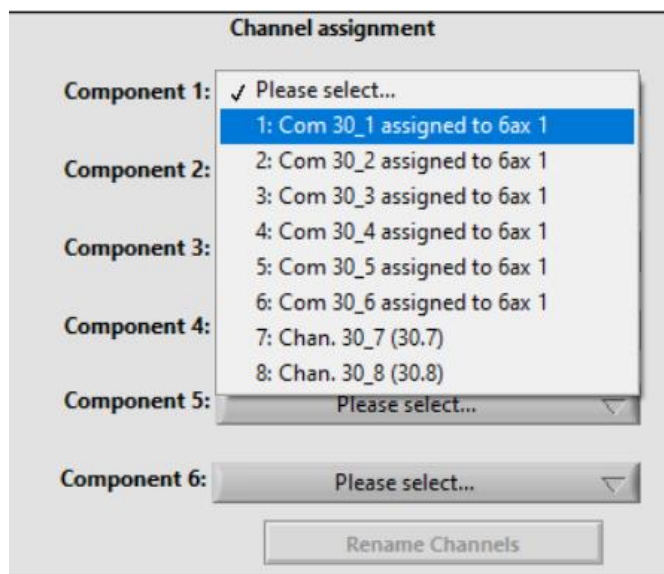 Channel assignment
Component 1:
✓ Please select...
1: Com 30_1 assigned to 6ax 1
Component 2:
2: Com 30_2 assigned to 6ax 1
3: Com 30_3 assigned to 6ax 1
Component 3:
4: Com 30_4 assigned to 6ax 1
5: Com 30_5 assigned to 6ax 1
6: Com 30_6 assigned to 6ax 1
Component 4:
7: Chan. 30_7 (30.7)
8: Chan. 30_8 (30.8)
Component 5: Please select...
Component 6: Please select...
Rename Channels